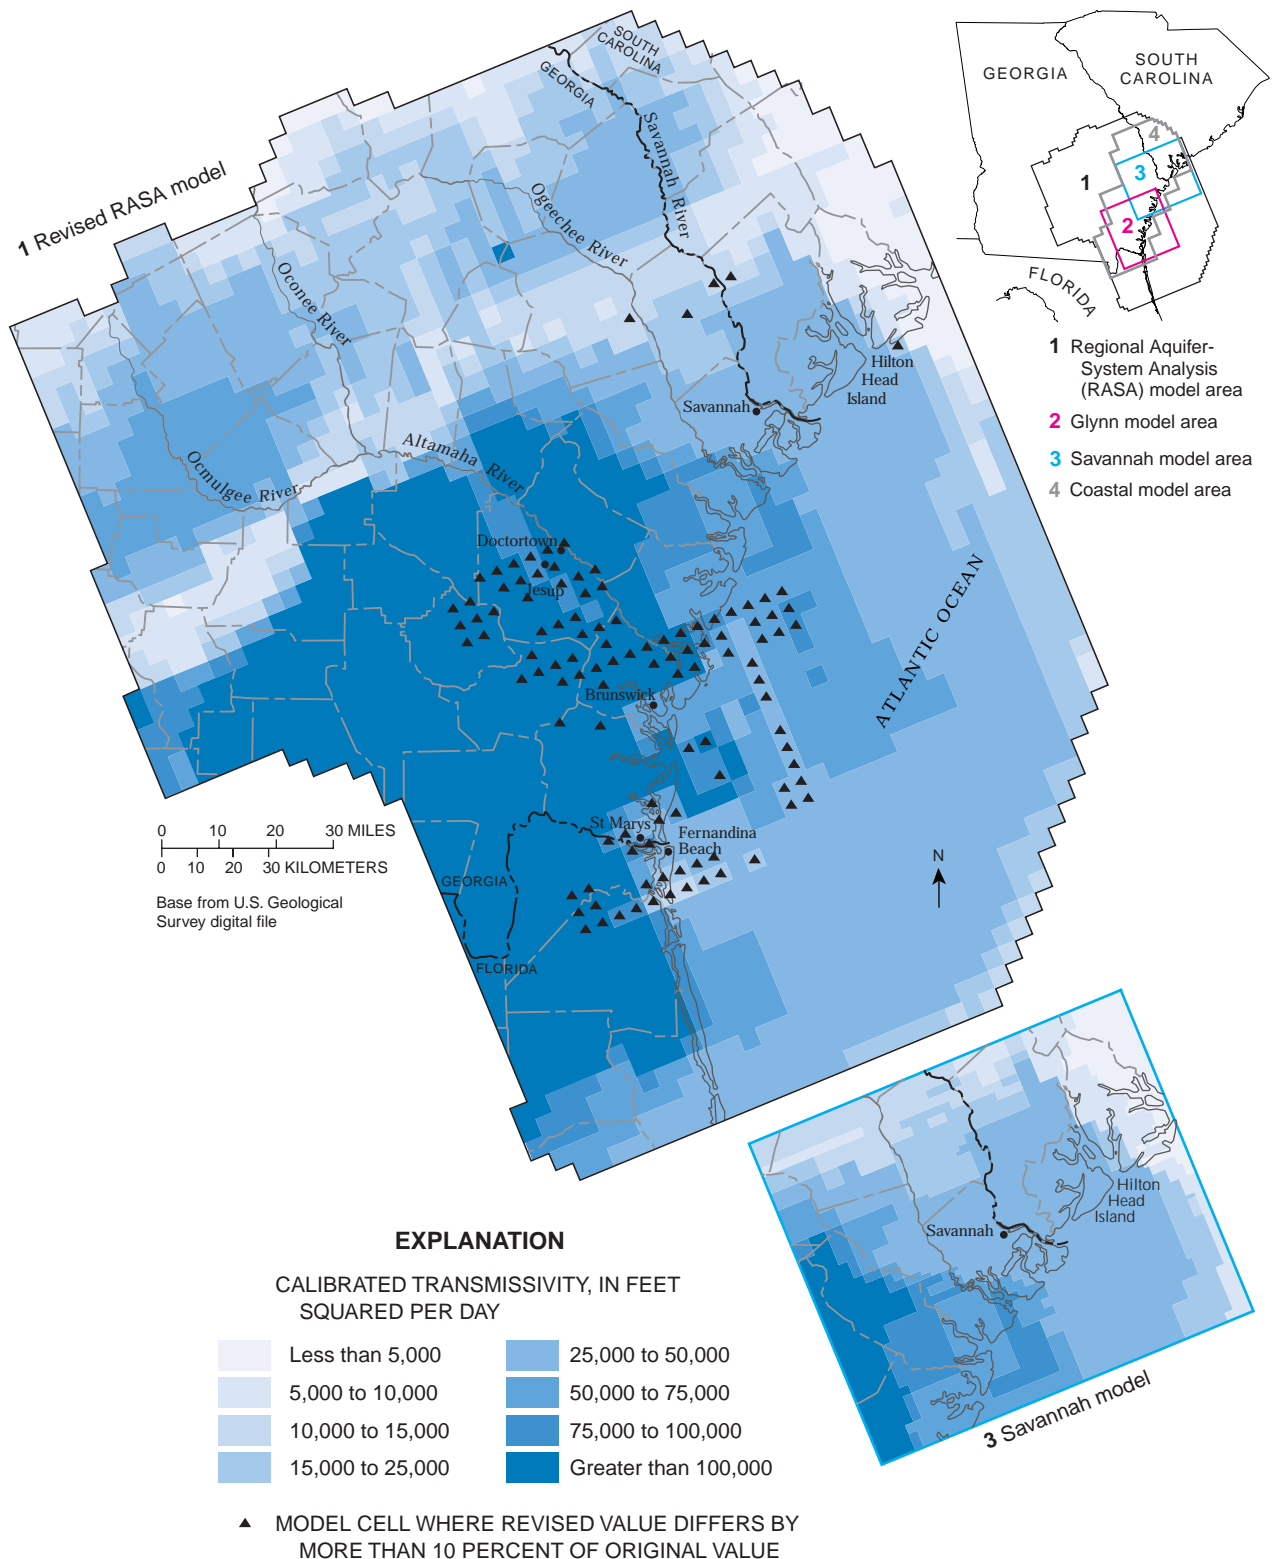 1 Revised RASA model
SOUTH
CAROLINA
GEORGIA
Savannah River
Ogeechee River
Oconee River
Ocmulgee River
Altamaha River
Hilton
Head
Island
Savannah
Doctortown
Jesup
Brunswick
St Marys
Fernandina
Beach
ATLANTIC OCEAN
GEORGIA
FLORIDA
N
0 10 20 30 MILES
0 10 20 30 KILOMETERS
Base from U.S. Geological
Survey digital file
GEORGIA
SOUTH
CAROLINA
FLORIDA
4
3
1
2
1 Regional Aquifer-
System Analysis
(RASA) model area
2 Glynn model area
3 Savannah model area
4 Coastal model area
Hilton
Head
Island
Savannah
3 Savannah model
EXPLANATION
CALIBRATED TRANSMISSIVITY, IN FEET
SQUARED PER DAY
Less than 5,000
5,000 to 10,000
10,000 to 15,000
15,000 to 25,000
25,000 to 50,000
50,000 to 75,000
75,000 to 100,000
Greater than 100,000
MODEL CELL WHERE REVISED VALUE DIFFERS BY
MORE THAN 10 PERCENT OF ORIGINAL VALUE